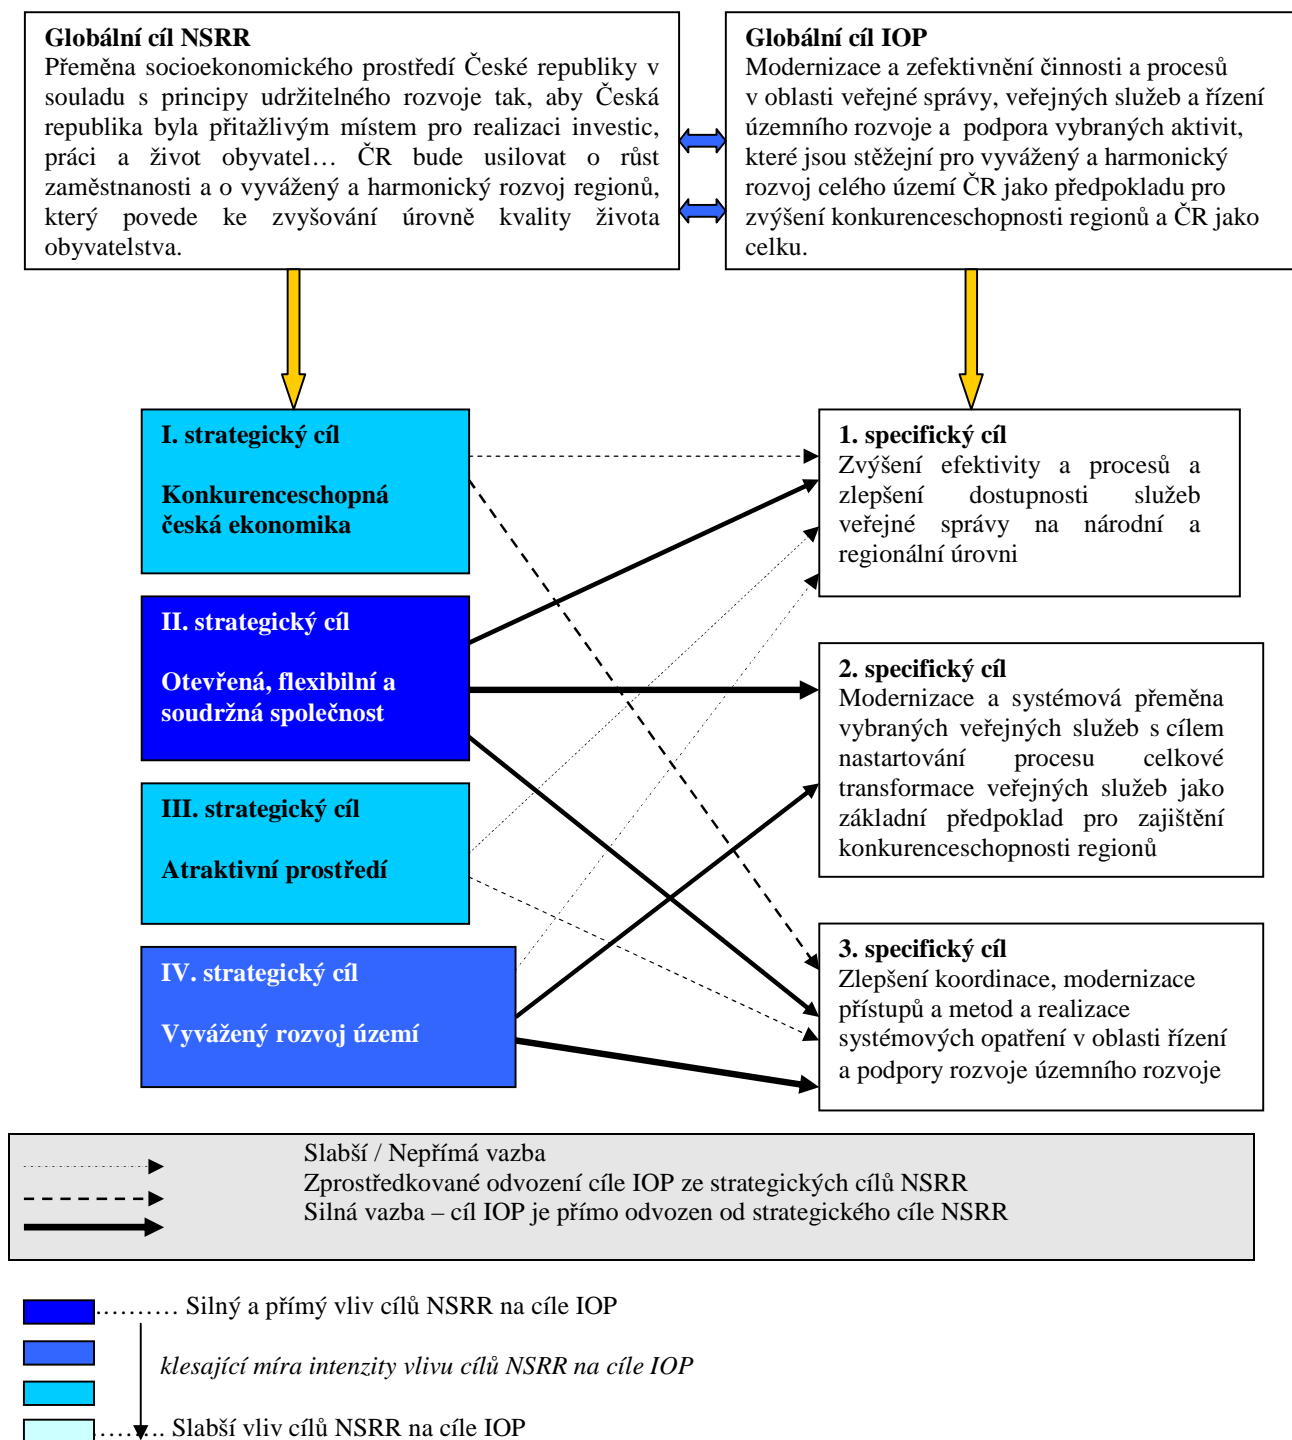 Globální cíl NSRR
Přeměna socioekonomického prostředí České republiky v
souladu s principy udržitelného rozvoje tak, aby Česká
republika byla přitažlivým místem pro realizaci investic,
práci a život obyvatel… ČR bude usilovat o růst
zaměstnanosti a o vyvážený a harmonický rozvoj regionů,
který povede ke zvyšování úrovně kvality života
obyvatelstva.
Globální cíl IOP
Modernizace a zefektivnění činnosti a procesů
v oblasti veřejné správy, veřejných služeb a řízení
územního rozvoje a podpora vybraných aktivit,
které jsou stěžejní pro vyvážený a harmonický
rozvoj celého území ČR jako předpokladu pro
zvýšení konkurenceschopnosti regionů a ČR jako
celku.
I. strategický cíl
Konkurenceschopná
česká ekonomika
II. strategický cíl
Otevřená, flexibilní a
soudržná společnost
III. strategický cíl
Atraktivní prostředí
IV. strategický cíl
Vyvážený rozvoj území
1. specifický cíl
Zvýšení efektivity a procesů a
zlepšení dostupnosti služeb
veřejné správy na národní a
regionální úrovni
2. specifický cíl
Modernizace a systémová přeměna
vybraných veřejných služeb s cílem
nastartování procesu celkové
transformace veřejných služeb jako
základní předpoklad pro zajištění
konkurenceschopnosti regionů
3. specifický cíl
Zlepšení koordinace, modernizace
přístupů a metod a realizace
systémových opatření v oblasti řízení
a podpory rozvoje územního rozvoje
Slabší / Nepřímá vazba
Zprostředkované odvození cíle IOP ze strategických cílů NSRR
Silná vazba – cíl IOP je přímo odvozen od strategického cíle NSRR
………. Silný a přímý vliv cílů NSRR na cíle IOP
klesající míra intenzity vlivu cílů NSRR na cíle IOP
………. Slabší vliv cílů NSRR na cíle IOP